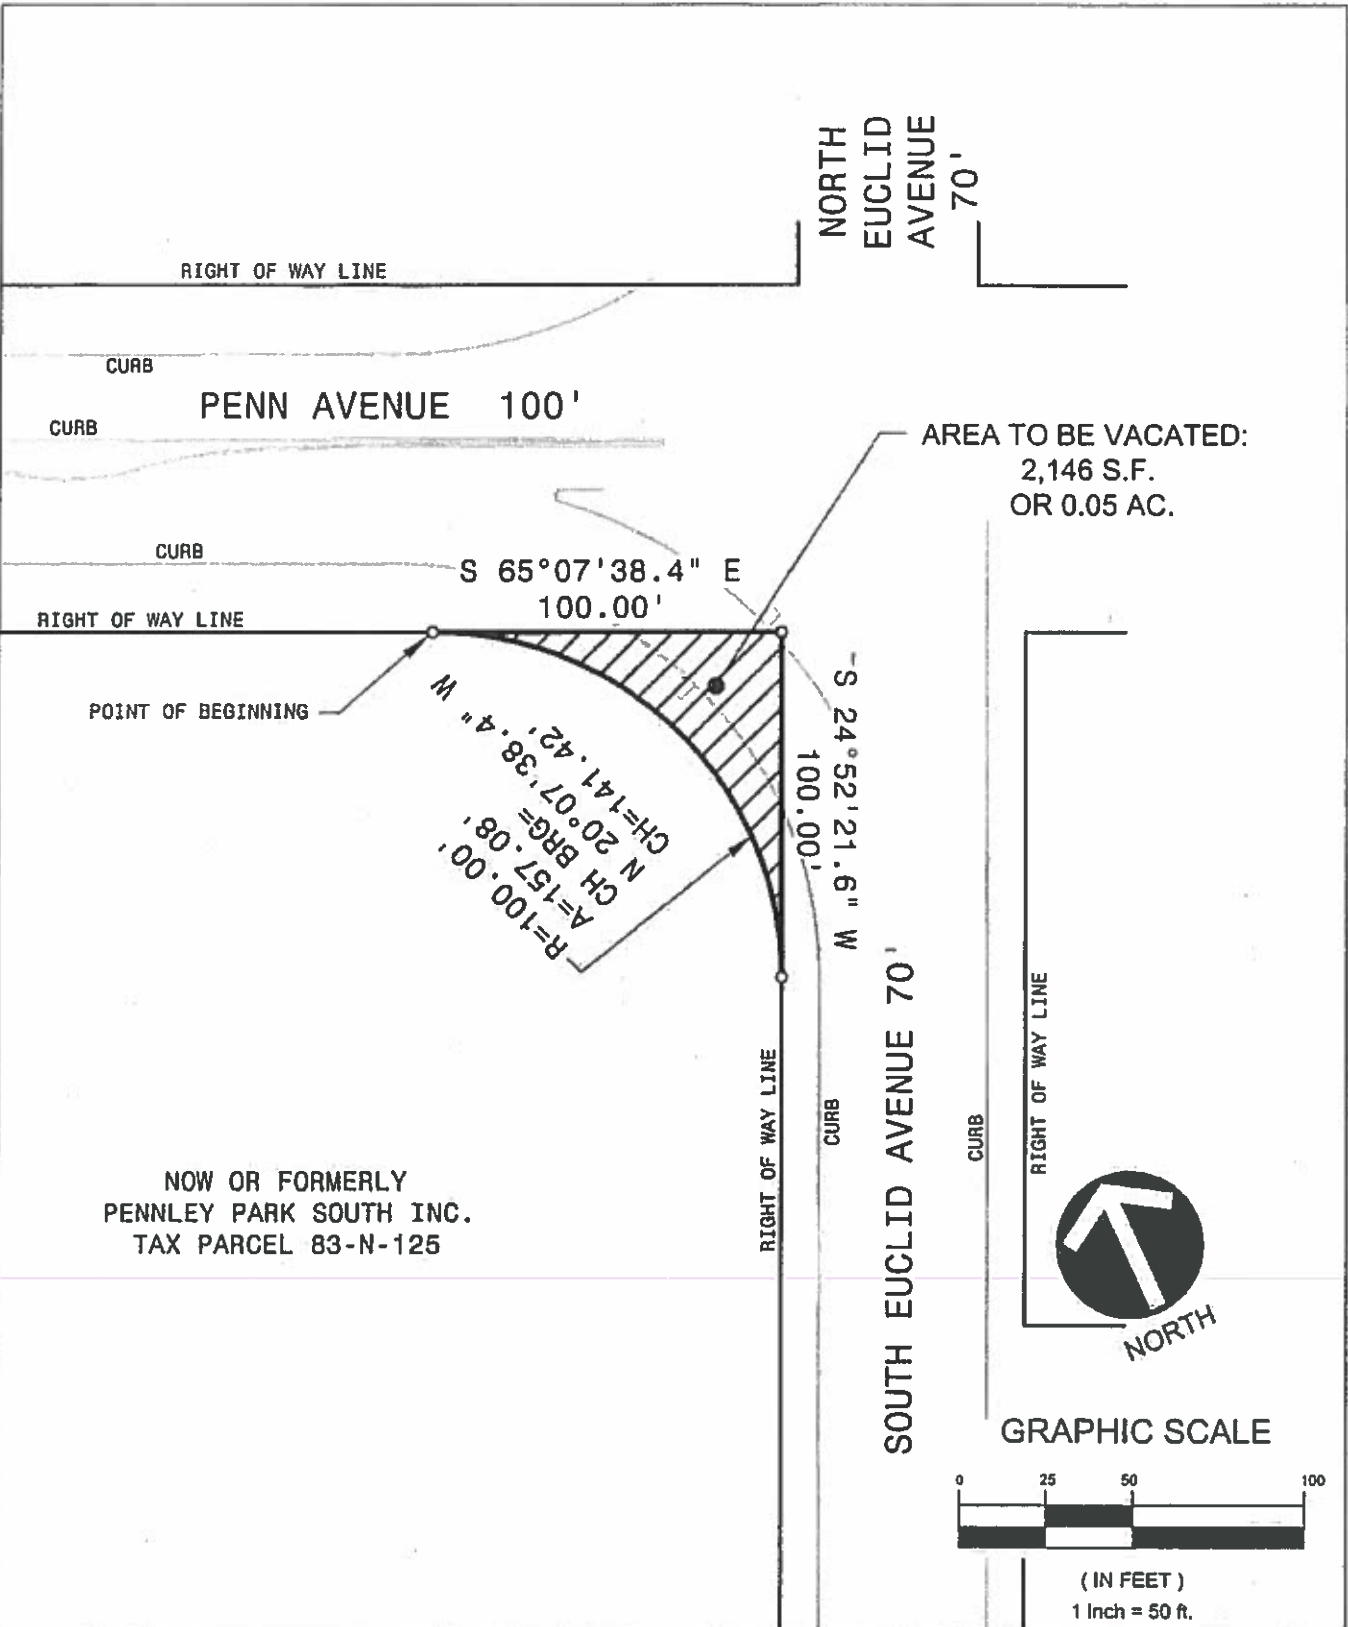 NORTH
EUCLID
AVENUE
70'
RIGHT OF WAY LINE
CURB
PENN AVENUE 100'
CURB
AREA TO BE VACATED:
2,146 S.F.
OR 0.05 AC.
CURB
S 65°07'38.4" E
100.00'
RIGHT OF WAY LINE
POINT OF BEGINNING
S 24°52'21.6" W
100.00'
R=100.00'
A=157.08'
CH BRG=
N 20°07'38.4" W
CH=141.42'
SOUTH EUCLID AVENUE 70'
RIGHT OF WAY LINE
CURB
CURB
RIGHT OF WAY LINE
NOW OR FORMERLY
PENNLEY PARK SOUTH INC.
TAX PARCEL 83-N-125
NORTH
GRAPHIC SCALE
0 25 50 100
( IN FEET )
1 Inch = 50 ft.